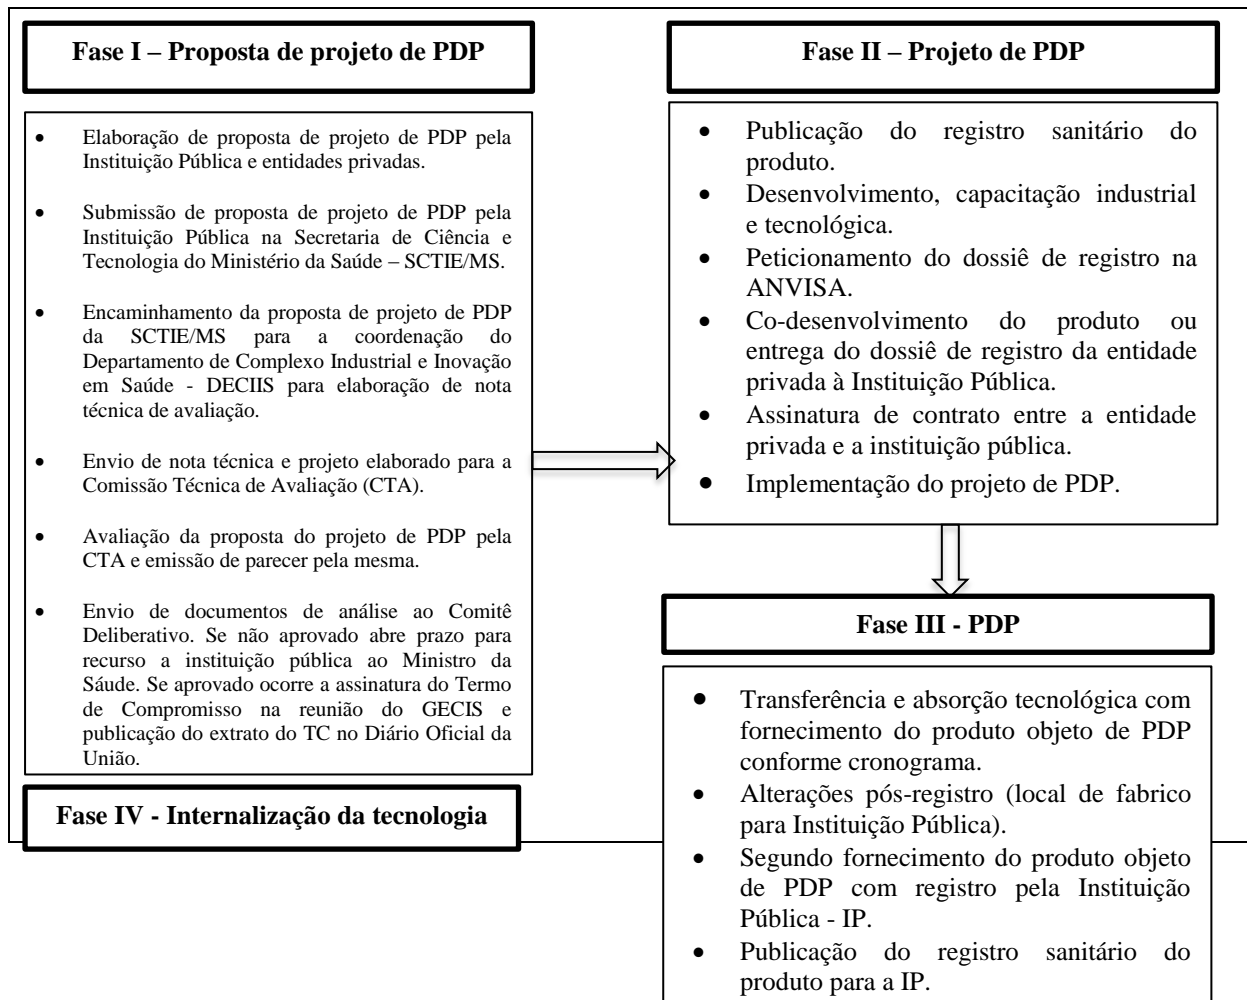 Fase I – Proposta de projeto de PDP
• Elaboração de proposta de projeto de PDP pela
Instituição Pública e entidades privadas.
• Submissão de proposta de projeto de PDP pela
Instituição Pública na Secretaria de Ciência e
Tecnologia do Ministério da Saúde – SCTIE/MS.
• Encaminhamento da proposta de projeto de PDP
da SCTIE/MS para a coordenação do
Departamento de Complexo Industrial e Inovação
em Saúde - DECIIS para elaboração de nota
técnica de avaliação.
• Envio de nota técnica e projeto elaborado para a
Comissão Técnica de Avaliação (CTA).
• Avaliação da proposta do projeto de PDP pela
CTA e emissão de parecer pela mesma.
• Envio de documentos de análise ao Comitê
Deliberativo. Se não aprovado abre prazo para
recurso a instituição pública ao Ministro da
Sáude. Se aprovado ocorre a assinatura do Termo
de Compromisso na reunião do GECIS e
publicação do extrato do TC no Diário Oficial da
União.
Fase II – Projeto de PDP
• Publicação do registro sanitário do
produto.
• Desenvolvimento, capacitação industrial
e tecnológica.
• Peticionamento do dossiê de registro na
ANVISA.
• Co-desenvolvimento do produto ou
entrega do dossiê de registro da entidade
privada à Instituição Pública.
• Assinatura de contrato entre a entidade
privada e a instituição pública.
• Implementação do projeto de PDP.
Fase III - PDP
• Transferência e absorção tecnológica com
fornecimento do produto objeto de PDP
conforme cronograma.
• Alterações pós-registro (local de fabrico
para Instituição Pública).
• Segundo fornecimento do produto objeto
de PDP com registro pela Instituição
Pública - IP.
• Publicação do registro sanitário do
produto para a IP.
Fase IV - Internalização da tecnologia